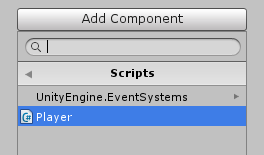 Add Component
Scripts
UnityEngine.EventSystems
Player